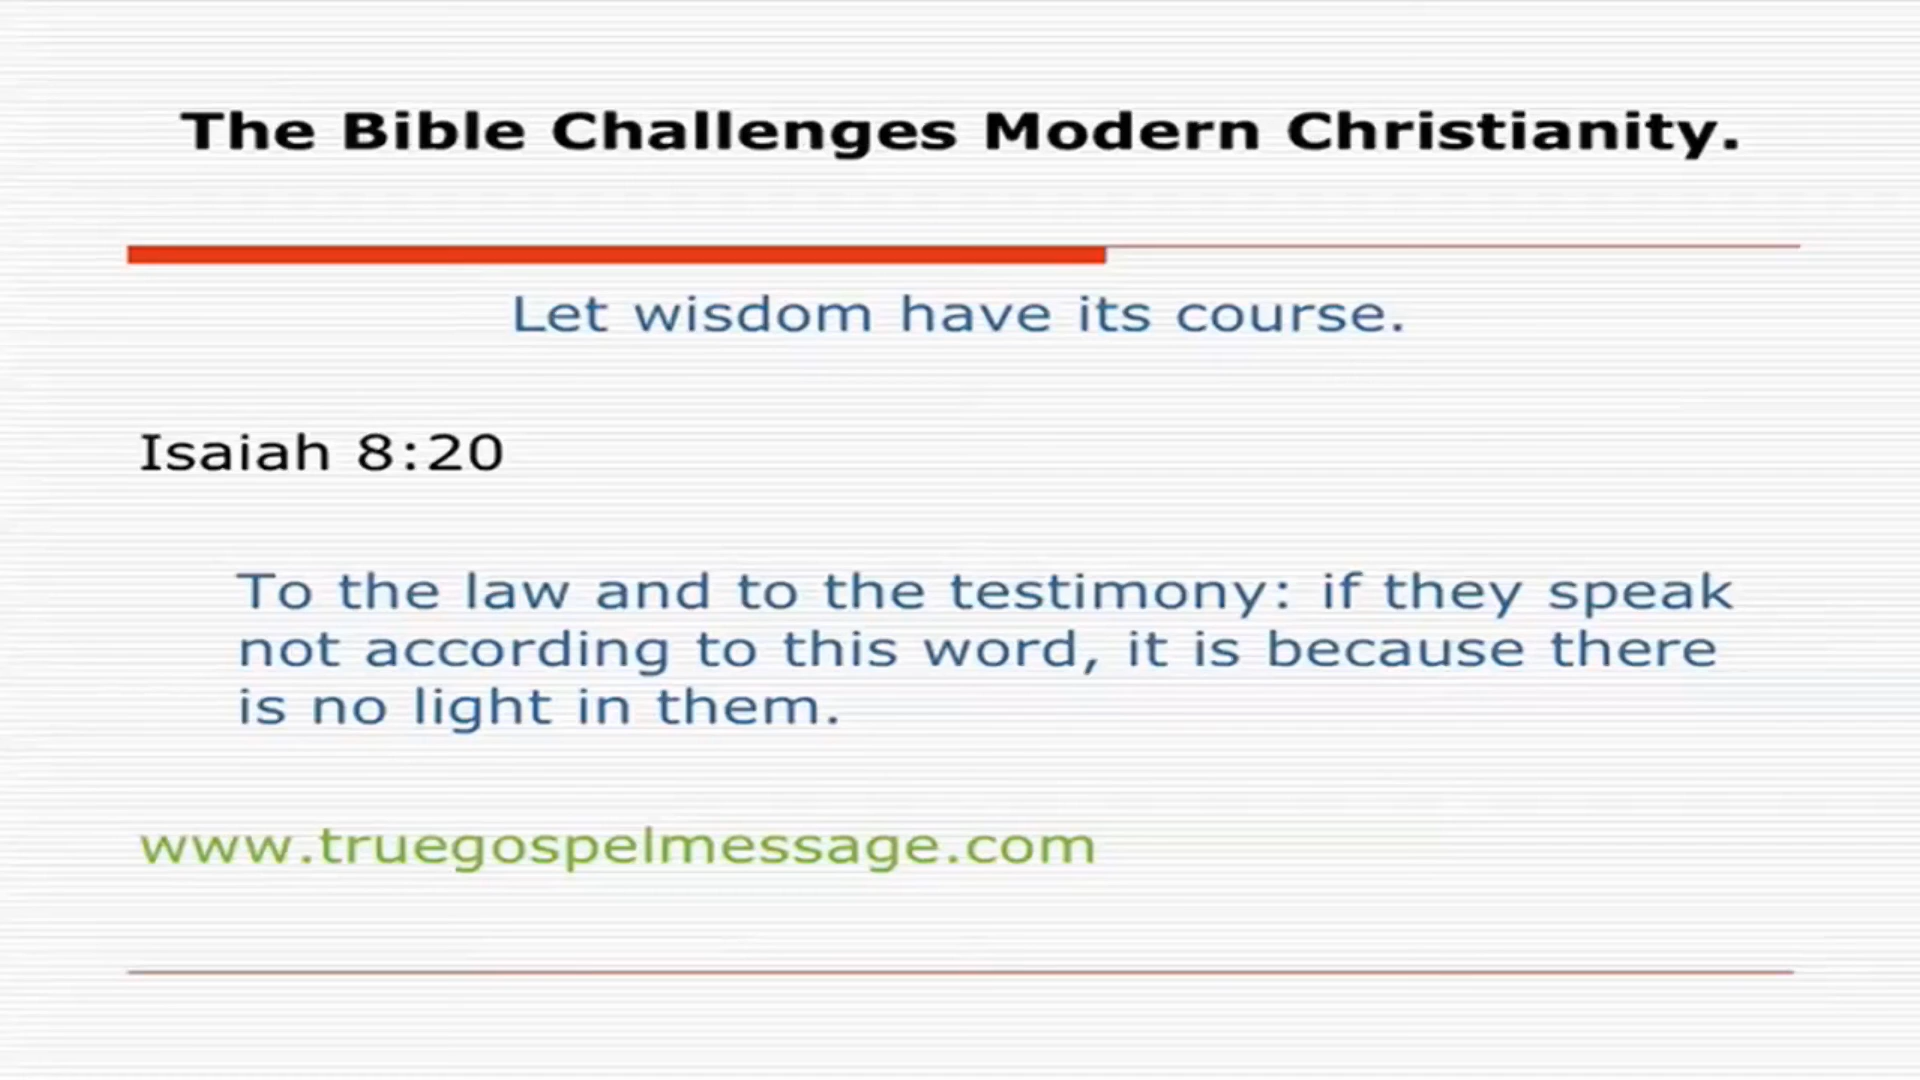 The Bible Challenges Modern Christianity.
Let wisdom have its course.
Isaiah 8:20
To the law and to the testimony: if they speak
not according to this word, it is because there
is no light in them.
www.truegospelmessage.com